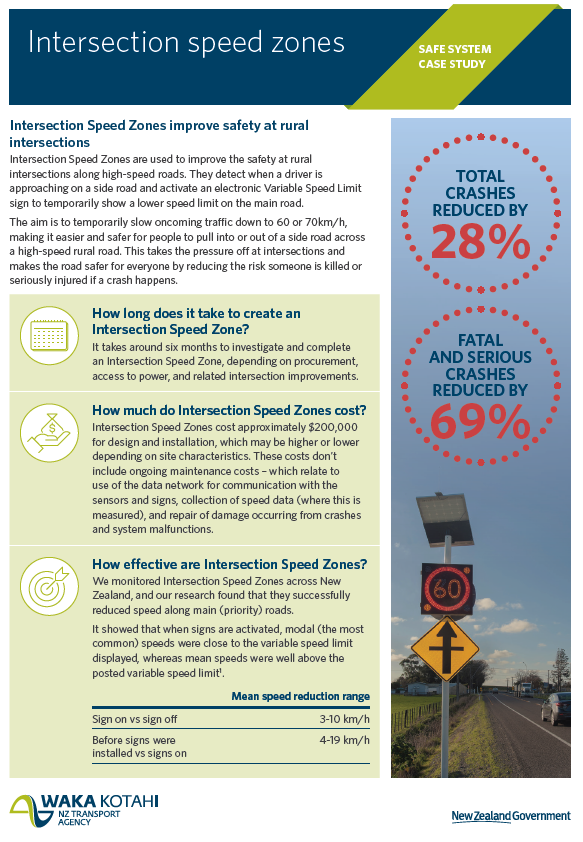 Intersection speed zones
SAFE SYSTEM
CASE STUDY
Intersection Speed Zones improve safety at rural
intersections
Intersection Speed Zones are used to improve the safety at rural
intersections along high-speed roads. They detect when a driver is
approaching on a side road and activate an electronic Variable Speed Limit
sign to temporarily show a lower speed limit on the main road.
The aim is to temporarily slow oncoming traffic down to 60 or 70km/h,
making it easier and safer for people to pull into or out of a side road across
a high-speed rural road. This takes the pressure off at intersections and
makes the road safer for everyone by reducing the risk someone is killed or
seriously injured if a crash happens.
How long does it take to create an
Intersection Speed Zone?
It takes around six months to investigate and complete
an Intersection Speed Zone, depending on procurement,
access to power, and related intersection improvements.
$
How much do Intersection Speed Zones cost?
Intersection Speed Zones cost approximately $200,000
for design and installation, which may be higher or lower
depending on site characteristics. These costs don't
include ongoing maintenance costs – which relate to
use of the data network for communication with the
sensors and signs, collection of speed data (where this is
measured), and repair of damage occurring from crashes
and system malfunctions.
How effective are Intersection Speed Zones?
We monitored Intersection Speed Zones across New
Zealand, and our research found that they successfully
reduced speed along main (priority) roads.
It showed that when signs are activated, modal (the most
common) speeds were close to the variable speed limit
displayed, whereas mean speeds were well above the
posted variable speed limit¹.
Mean speed reduction range
Sign on vs sign off 3-10 km/h
Before signs were 4-19 km/h
installed vs signs on
TOTAL
CRASHES
REDUCED BY
28%
FATAL
AND SERIOUS
CRASHES
REDUCED BY
69%
60
WAKA KOTAHI
NZ TRANSPORT
AGENCY
New Zealand Government